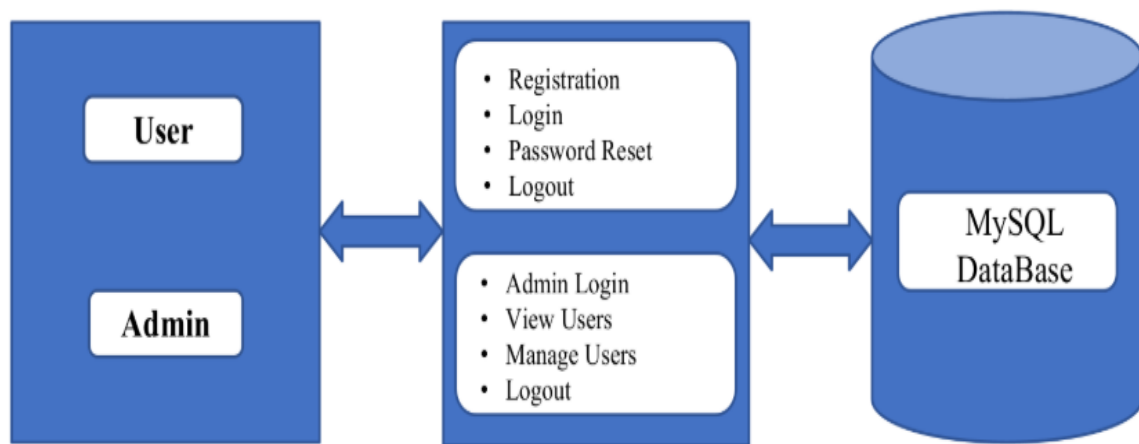 User
Admin
• Registration
• Login
• Password Reset
• Logout
• Admin Login
• View Users
• Manage Users
• Logout
MySQL
DataBase